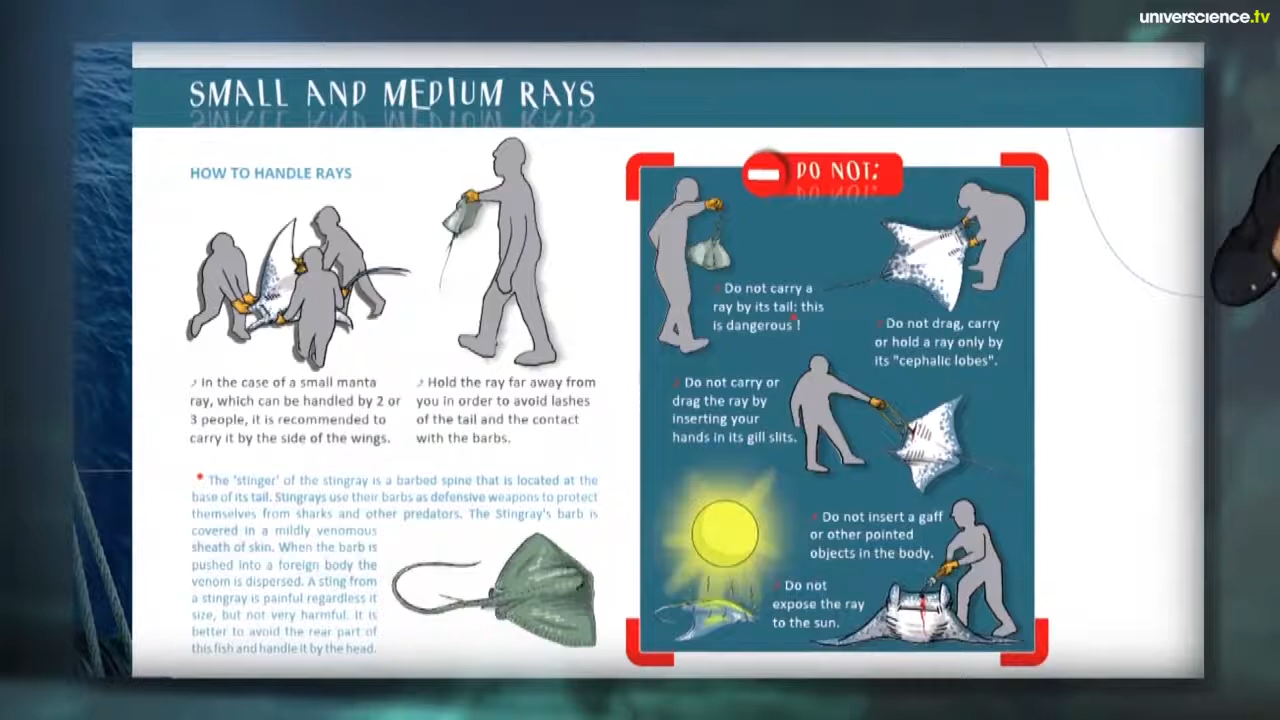 universcience.tv
SMALL AND MEDIUM RAYS
HOW TO HANDLE RAYS
In the case of a small manta
ray, which can be handled by 2 or
3 people, it is recommended to
carry it by the side of the wings.
Hold the ray far away from
you in order to avoid lashes
of the tail and the contact
with the barbs.
* The 'stinger' of the stingray is a barbed spine that is located at the
base of its tail. Stingrays use their barbs as defensive weapons to protect
themselves from sharks and other predators. The Stingray's barb is
covered in a mildly venomous
sheath of skin. When the barb is
pushed into a foreign body the
venom is dispersed. A sting from
a stingray is painful regardless it
size, but not very harmful. It is
better to avoid the rear part of
this fish and handle it by the head.
DO NOT:
Do not carry a
ray by its tail: this
is dangerous* !
Do not drag, carry
or hold a ray only by
its "cephalic lobes".
Do not carry or
drag the ray by
inserting your
hands in its gill slits.
Do not insert a gaff
or other pointed
objects in the body.
Do not
expose the ray
to the sun.